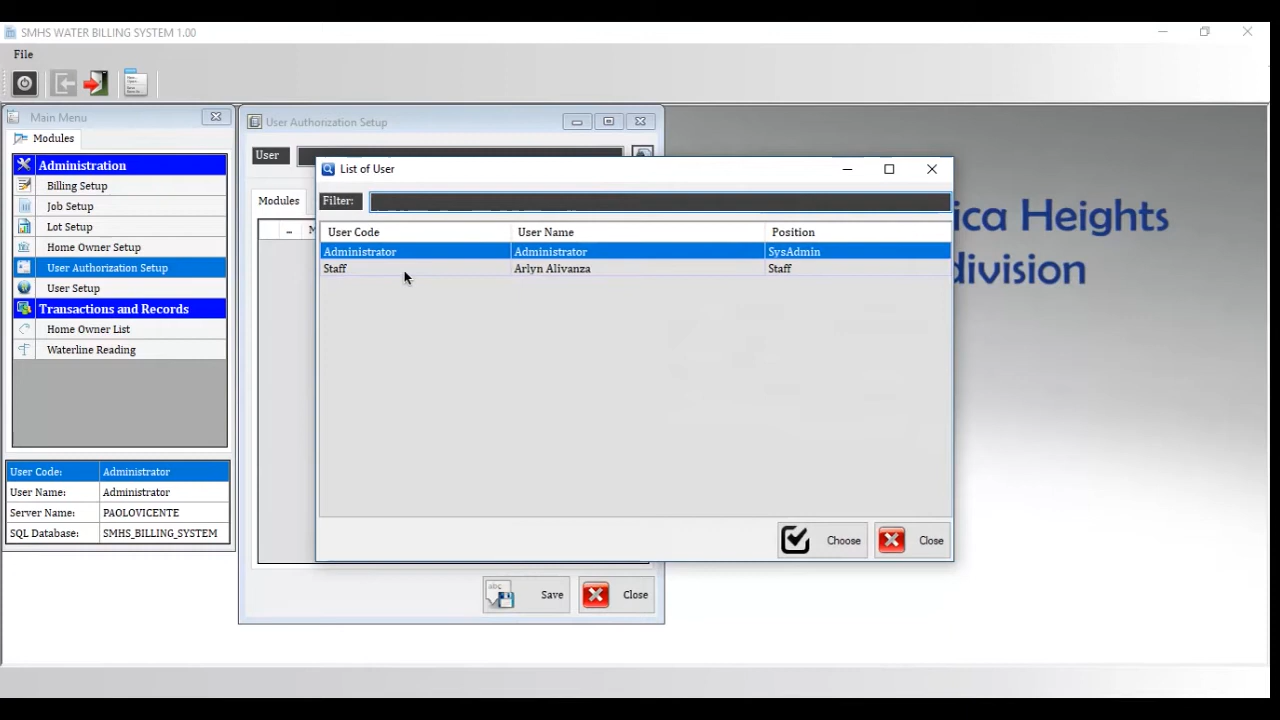 SMHS WATER BILLING SYSTEM 1.00
File
Main Menu
Modules
Administration
Billing Setup
Job Setup
Lot Setup
Home Owner Setup
User Authorization Setup
User Setup
Transactions and Records
Home Owner List
Waterline Reading
User Code: Administrator
User Name: Administrator
Server Name: PAOLOVICENTE
SQL Database: SMHS_BILLING_SYSTEM
User Authorization Setup
User
Modules
M
List of User
Filter:
User Code User Name Position
Administrator Administrator SysAdmin
Staff Arlyn Alivanza Staff
Choose Close
Save Close
ica Heights
division